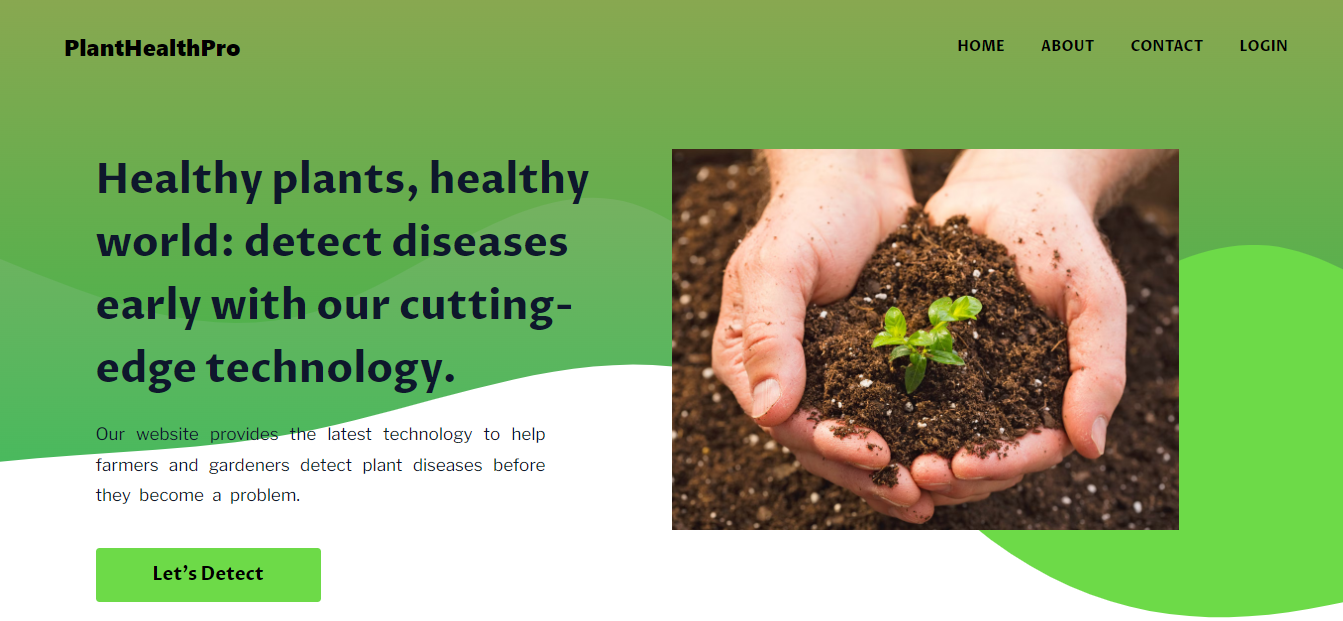 PlantHealthPro
HOME ABOUT CONTACT LOGIN
Healthy plants, healthy
world: detect diseases
early with our cutting-
edge technology.
Our website provides the latest technology to help
farmers and gardeners detect plant diseases before
they become a problem.
Let's Detect